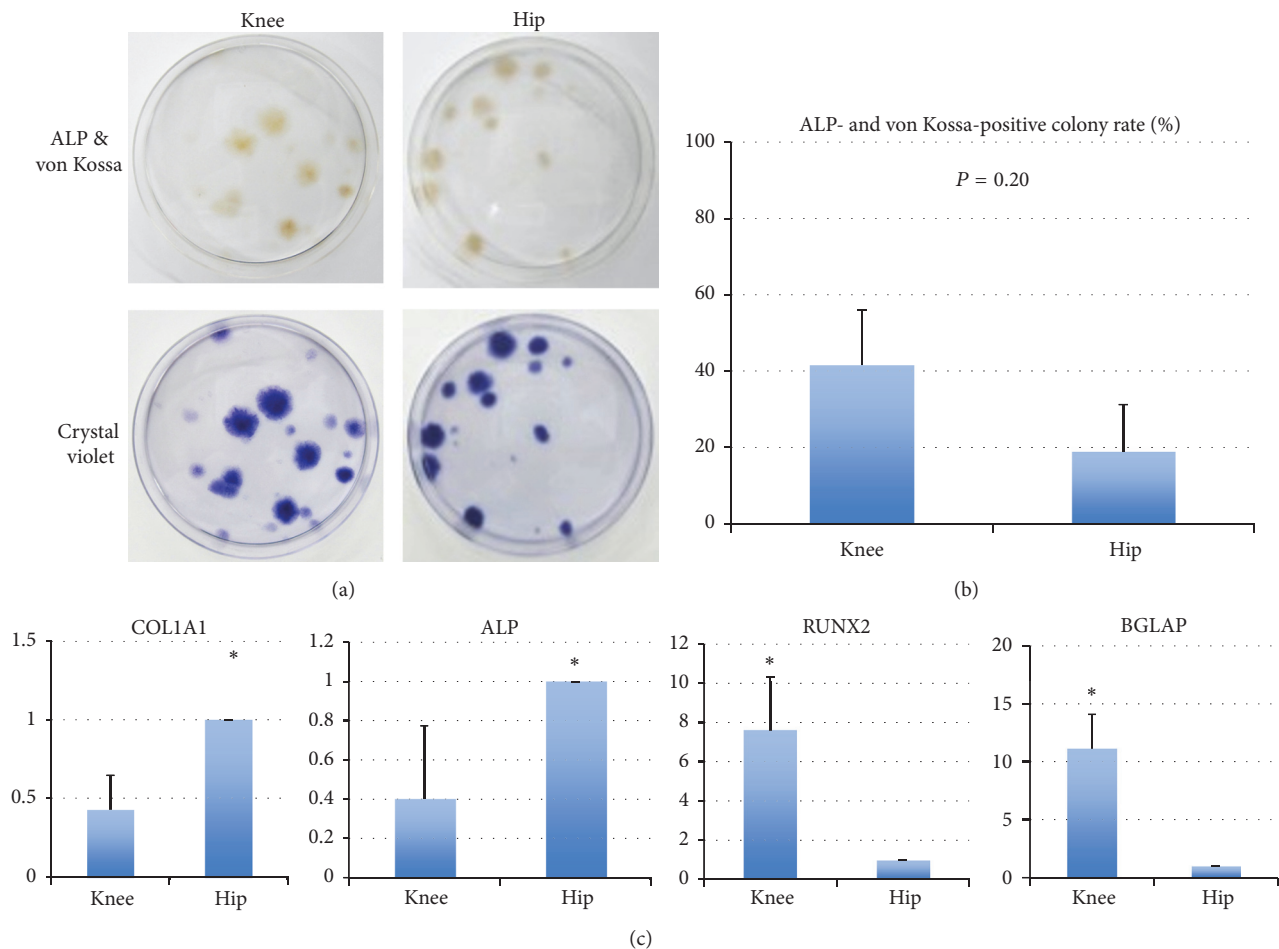 Knee
Hip
ALP &
von Kossa
Crystal
violet
(a)
ALP- and von Kossa-positive colony rate (%)
100
80
60
40
20
0
P = 0.20
Knee
Hip
(b)
COL1A1
1.5
1
0.5
0
*
Knee
Hip
ALP
1.2
1
0.8
0.6
0.4
0.2
0
*
Knee
Hip
RUNX2
12
10
8
6
4
2
0
*
Knee
Hip
BGLAP
20
15
10
5
0
*
Knee
Hip
(c)